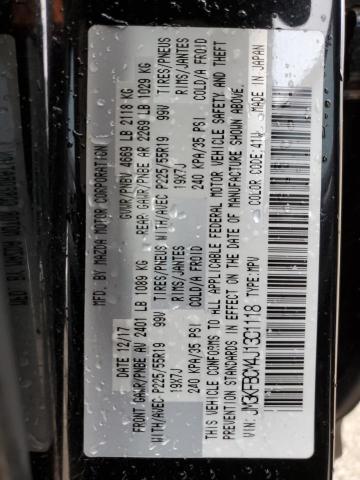 MFD. BY MAZDA MOTOR CORPORATION
DATE 12/17 GVWR/PNBV 4669 LB 2118 KG
FRONT GAWR/PNBE AV 2401 LB 1089 KG REAR GAWR/PNBE AR 2269 LB 1029 KG
WITH/AVEC P225/55R19 99V TIRES/PNEUS WITH/AVEC P225/55R19 99V TIRES/PNEUS
19X7J RIMS/JANTES 19X7J RIMS/JANTES
240 KPA/35 PSI COLD/A FROID 240 KPA/35 PSI COLD/A FROID
THIS VEHICLE CONFORMS TO ALL APPLICABLE FEDERAL MOTOR VEHICLE SAFETY AND THEFT
PREVENTION STANDARDS IN EFFECT ON THE DATE OF MANUFACTURE SHOWN ABOVE.
VIN: JM3KFBCM4J1331118 TYPE:MPV COLOR CODE: 41W MADE IN JAPAN